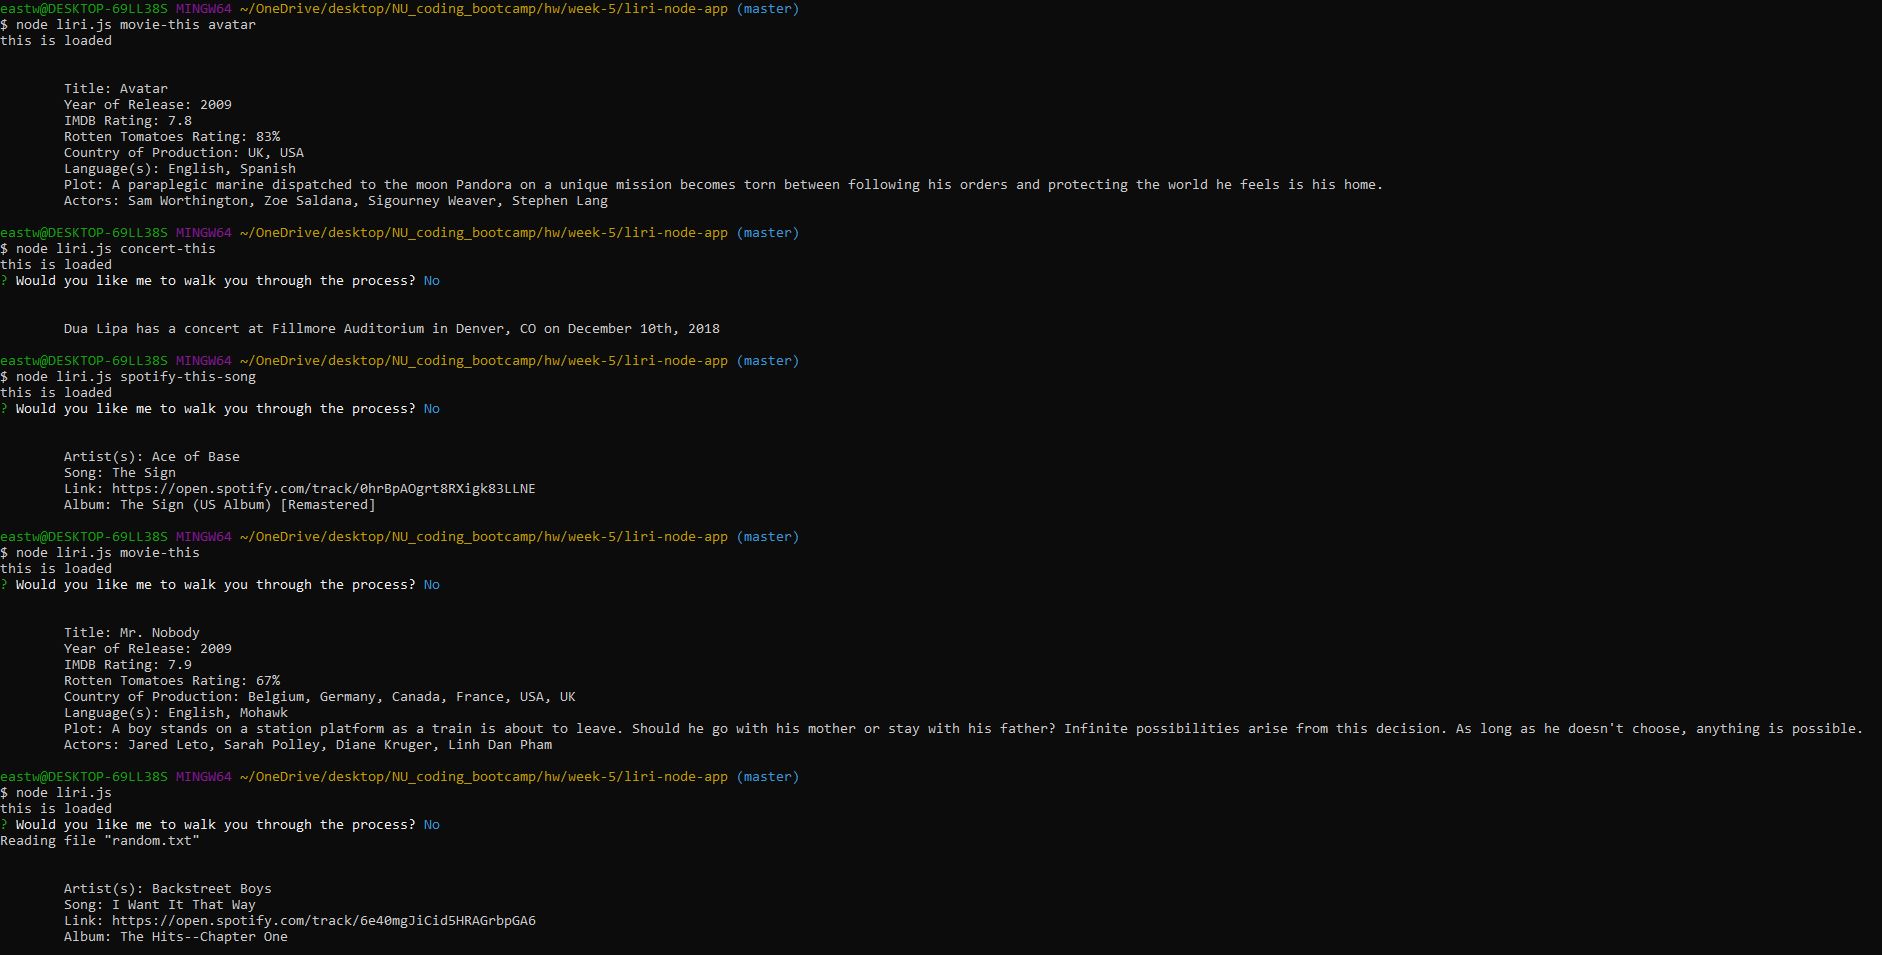 eastw@DESKTOP-69LL38S MINGW64 ~/OneDrive/desktop/NU_coding_bootcamp/hw/week-5/liri-node-app (master)
$ node liri.js movie-this avatar
this is loaded
Title: Avatar
Year of Release: 2009
IMDB Rating: 7.8
Rotten Tomatoes Rating: 83%
Country of Production: UK, USA
Language(s): English, Spanish
Plot: A paraplegic marine dispatched to the moon Pandora on a unique mission becomes torn between following his orders and protecting the world he feels is his home.
Actors: Sam Worthington, Zoe Saldana, Sigourney Weaver, Stephen Lang
eastw@DESKTOP-69LL38S MINGW64 ~/OneDrive/desktop/NU_coding_bootcamp/hw/week-5/liri-node-app (master)
$ node liri.js concert-this
this is loaded
? Would you like me to walk you through the process? No
Dua Lipa has a concert at Fillmore Auditorium in Denver, CO on December 10th, 2018
eastw@DESKTOP-69LL38S MINGW64 ~/OneDrive/desktop/NU_coding_bootcamp/hw/week-5/liri-node-app (master)
$ node liri.js spotify-this-song
this is loaded
? Would you like me to walk you through the process? No
Artist(s): Ace of Base
Song: The Sign
Link: https://open.spotify.com/track/0hrBpAOgrt8RXigk83LLNE
Album: The Sign (US Album) [Remastered]
eastw@DESKTOP-69LL38S MINGW64 ~/OneDrive/desktop/NU_coding_bootcamp/hw/week-5/liri-node-app (master)
$ node liri.js movie-this
this is loaded
? Would you like me to walk you through the process? No
Title: Mr. Nobody
Year of Release: 2009
IMDB Rating: 7.9
Rotten Tomatoes Rating: 67%
Country of Production: Belgium, Germany, Canada, France, USA, UK
Language(s): English, Mohawk
Plot: A boy stands on a station platform as a train is about to leave. Should he go with his mother or stay with his father? Infinite possibilities arise from this decision. As long as he doesn't choose, anything is possible.
Actors: Jared Leto, Sarah Polley, Diane Kruger, Linh Dan Pham
eastw@DESKTOP-69LL38S MINGW64 ~/OneDrive/desktop/NU_coding_bootcamp/hw/week-5/liri-node-app (master)
$ node liri.js
this is loaded
? Would you like me to walk you through the process? No
Reading file "random.txt"
Artist(s): Backstreet Boys
Song: I Want It That Way
Link: https://open.spotify.com/track/6e40mgJiCid5HRAGrbpGA6
Album: The Hits--Chapter One